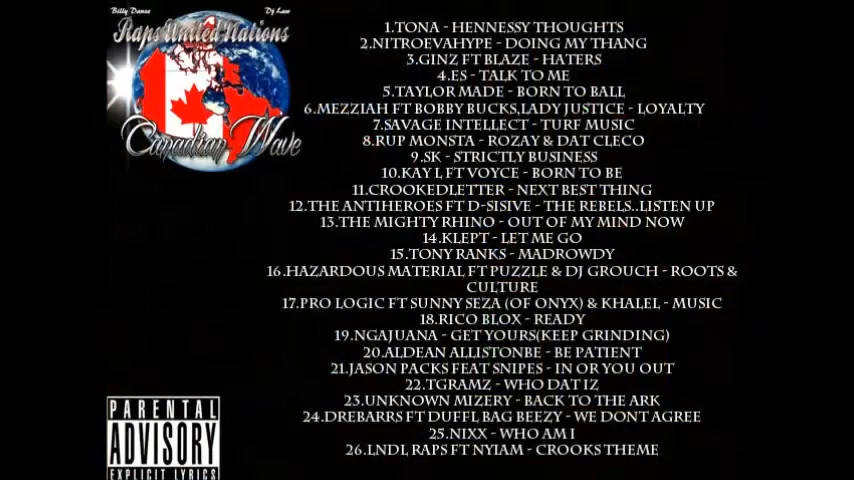 Billy Danze
Dj Law
Raps United Nations
Canadian Wave
1.TONA - HENNESSY THOUGHTS
2.NITROEVAHYPE - DOING MY THANG
3.GINZ FT BLAZE - HATERS
4.ES - TALK TO ME
5.TAYLOR MADE - BORN TO BALL
6.MEZZIAH FT BOBBY BUCKS,LADY JUSTICE - LOYALTY
7.SAVAGE INTELLECT - TURF MUSIC
8.RUP MONSTA - ROZAY & DAT CLECO
9.SK - STRICTLY BUSINESS
10.KAY L FT VOYCE - BORN TO BE
11.CROOKEDLETTER - NEXT BEST THING
12.THE ANTIHEROES FT D-SISIVE - THE REBELS..LISTEN UP
13.THE MIGHTY RHINO - OUT OF MY MIND NOW
14.KLEPT - LET ME GO
15.TONY RANKS - MADROWDY
16.HAZARDOUS MATERIAL FT PUZZLE & DJ GROUCH - ROOTS &
CULTURE
17.PRO LOGIC FT SUNNY SEZA (OF ONYX) & KHALEL - MUSIC
18.RICO BLOX - READY
19.NGAJUANA - GET YOURS(KEEP GRINDING)
20.ALDEAN ALLISTONBE - BE PATIENT
21.JASON PACKS FEAT SNIPES - IN OR YOU OUT
22.TGRAMZ - WHO DAT IZ
23.UNKNOWN MIZERY - BACK TO THE ARK
24.DREBARRS FT DUFFL BAG BEEZY - WE DONT AGREE
25.NIXX - WHO AM I
26.LNDL RAPS FT NYIAM - CROOKS THEME
PARENTAL
ADVISORY
EXPLICIT LYRICS